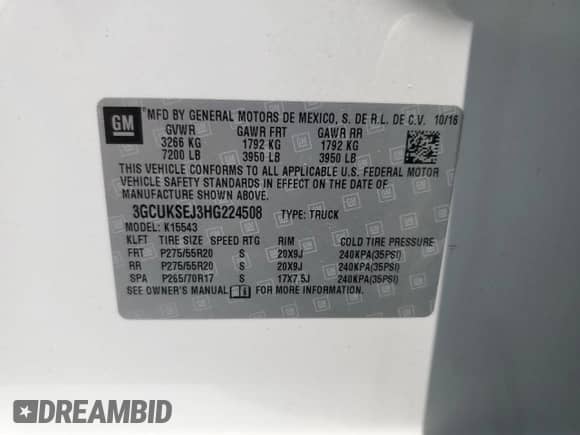 GM
MFD BY GENERAL MOTORS DE MEXICO, S. DE R.L. DE C.V. 10/16
GVWR GAWR FRT GAWR RR
3266 KG 1792 KG 1792 KG
7200 LB 3950 LB 3950 LB
THIS VEHICLE CONFORMS TO ALL APPLICABLE U.S. FEDERAL MOTOR
VEHICLE SAFETY STANDARDS IN EFFECT ON THE DATE OF
MANUFACTURE SHOWN ABOVE.
3GCUKSEJ3HG224508 TYPE: TRUCK
MODEL: K15543
KLFT TIRE SIZE SPEED RTG RIM COLD TIRE PRESSURE
FRT P275/55R20 S 20X9J 240KPA(35PSI)
RR P275/55R20 S 20X9J 240KPA(35PSI)
SPA P265/70R17 S 17X7.5J 240KPA(35PSI)
SEE OWNER'S MANUAL FOR MORE INFORMATION.
DREAMBID